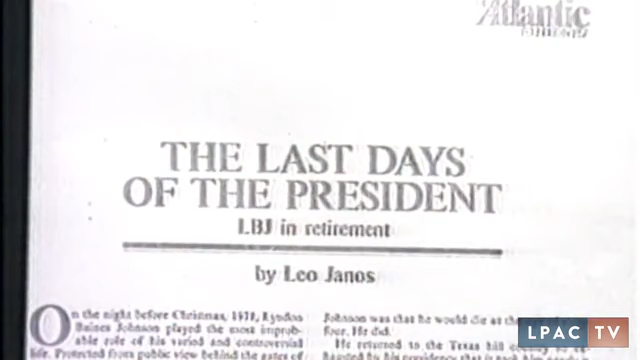 Atlantic
THE LAST DAYS
OF THE PRESIDENT
LBJ in retirement
by Leo Janos
On the night before Christmas, 1971, Lyndon
Baines Johnson played the most improb-
able role of his varied and controversial
life. Protected from public view behind the gates of
Johnson was that he would die at
four. He did.
He returned to the Texas hill
his presidency that
LPAC TV